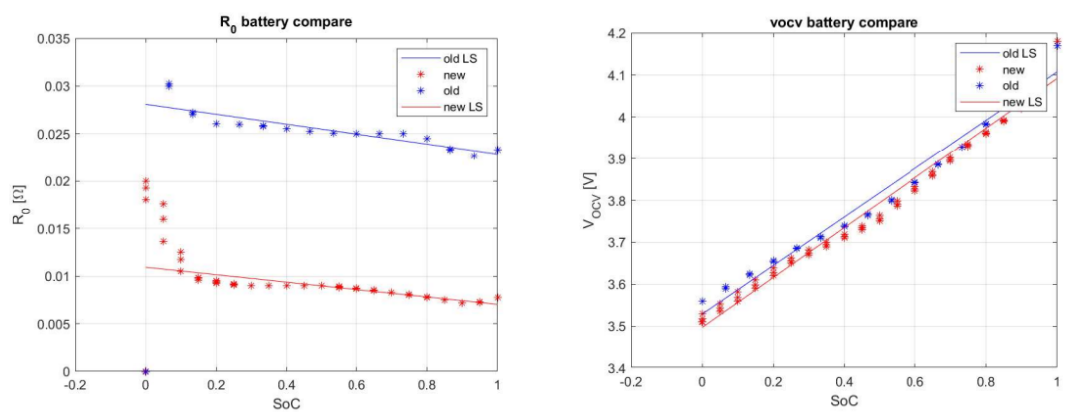 R0 battery compare
0.035
0.03
0.025
0.02
0.015
0.01
0.005
0
-0.2
0
0.2
0.4
0.6
0.8
1
SoC
R0 [Ω]
old LS
new
old
new LS
vocv battery compare
4.2
4.1
4
3.9
3.8
3.7
3.6
3.5
3.4
-0.2
0
0.2
0.4
0.6
0.8
1
SoC
VOCV [V]
old LS
new
old
new LS